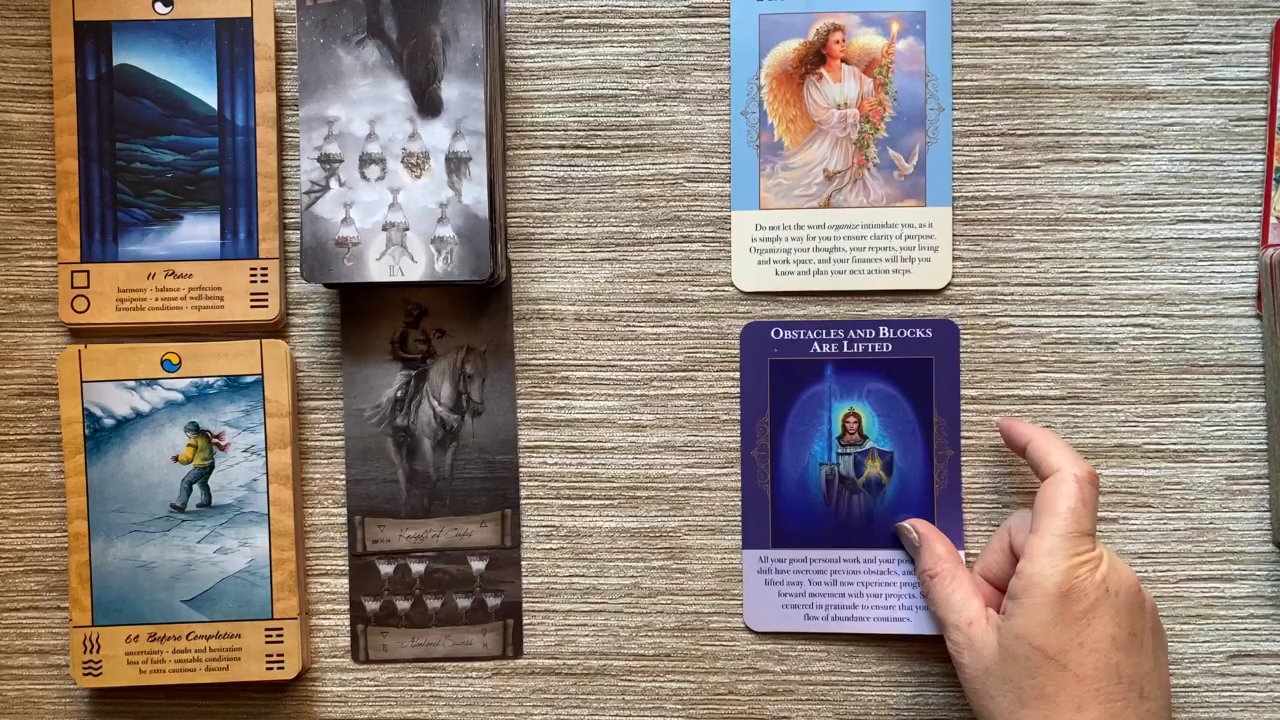 11 Peace
harmony • balance • perfection
equipoise • a sense of well-being
favorable conditions • expansion
64 Before Completion
uncertainty • doubt and hesitation
loss of faith • unstable conditions
be extra cautious • discord
VII
Knight of Cups
Abandoned Success
Do not let the word organize intimidate you, as it
is simply a way for you to ensure clarity of purpose.
Organizing your thoughts, your reports, your living
and work space, and your finances will help you
know and plan your next action steps.
OBSTACLES AND BLOCKS
ARE LIFTED
All your good personal work and your
shift have overcome previous obstacles, and
lifted away. You will now experience
forward movement with your projects.
centered in gratitude to ensure that
flow of abundance continues.